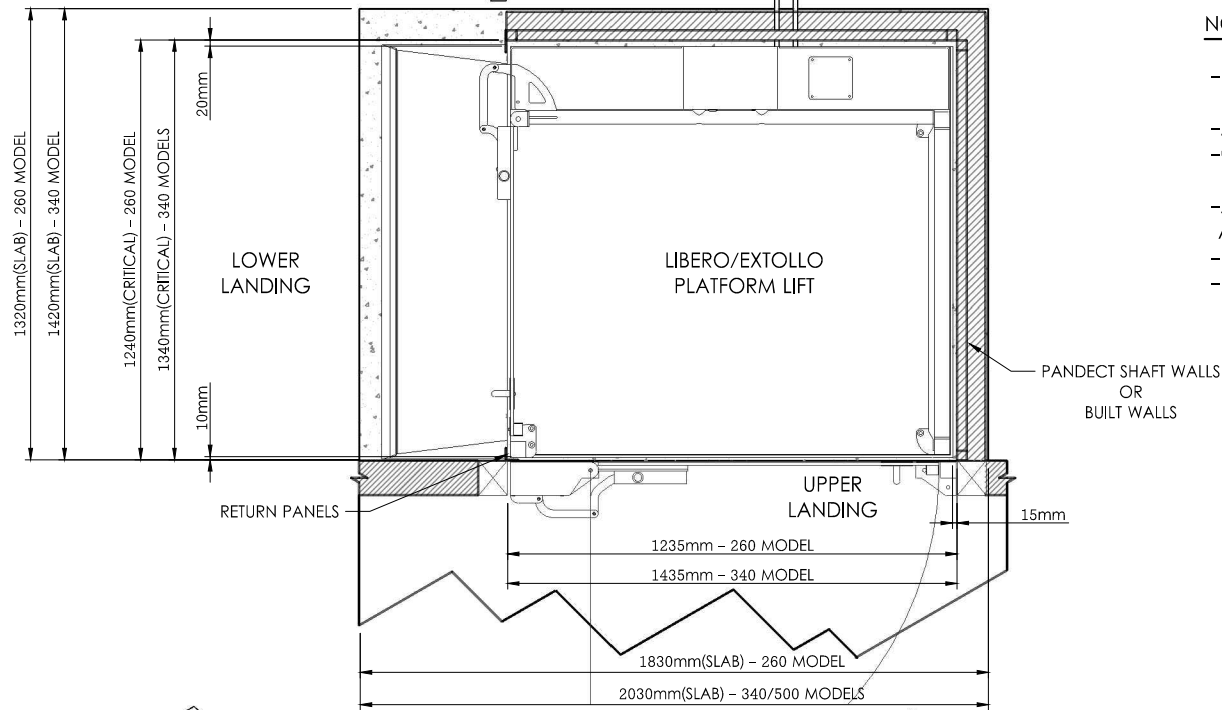 NO
20mm
1320mm(SLAB) – 260 MODEL
1420mm(SLAB) – 340 MODEL
1240mm(CRITICAL) – 260 MODEL
1340mm(CRITICAL) – 340 MODELS
LOWER
LANDING
LIBERO/EXTOLLO
PLATFORM LIFT
PANDECT SHAFT WALLS
OR
BUILT WALLS
10mm
RETURN PANELS
UPPER
LANDING
15mm
1235mm – 260 MODEL
1435mm – 340 MODEL
1830mm(SLAB) – 260 MODEL
2030mm(SLAB) – 340/500 MODELS